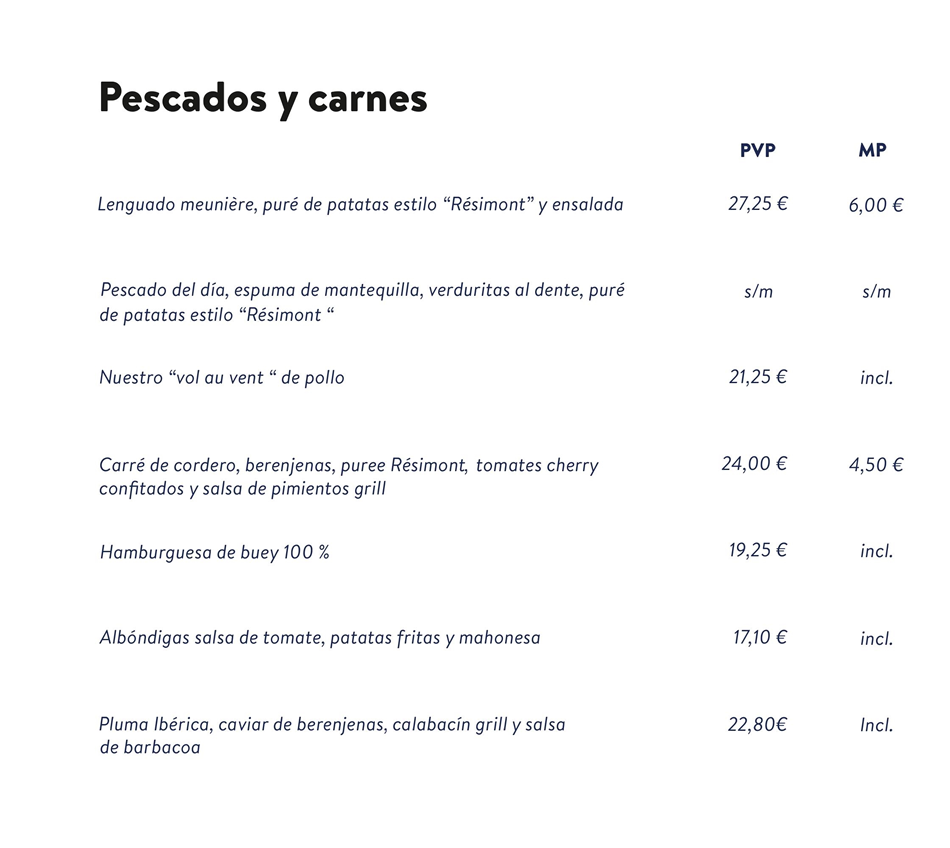 Pescados y carnes
PVP MP
Lenguado meunière, puré de patatas estilo “Résimont” y ensalada 27,25 € 6,00 €
Pescado del día, espuma de mantequilla, verduritas al dente, puré s/m s/m
de patatas estilo “Résimont “
Nuestro “vol au vent “ de pollo 21,25 € incl.
Carré de cordero, berenjenas, puree Résimont, tomates cherry 24,00 € 4,50 €
confitados y salsa de pimientos grill
Hamburguesa de buey 100 % 19,25 € incl.
Albóndigas salsa de tomate, patatas fritas y mahonesa 17,10 € incl.
Pluma Ibérica, caviar de berenjenas, calabacín grill y salsa 22,80€ Incl.
de barbacoa